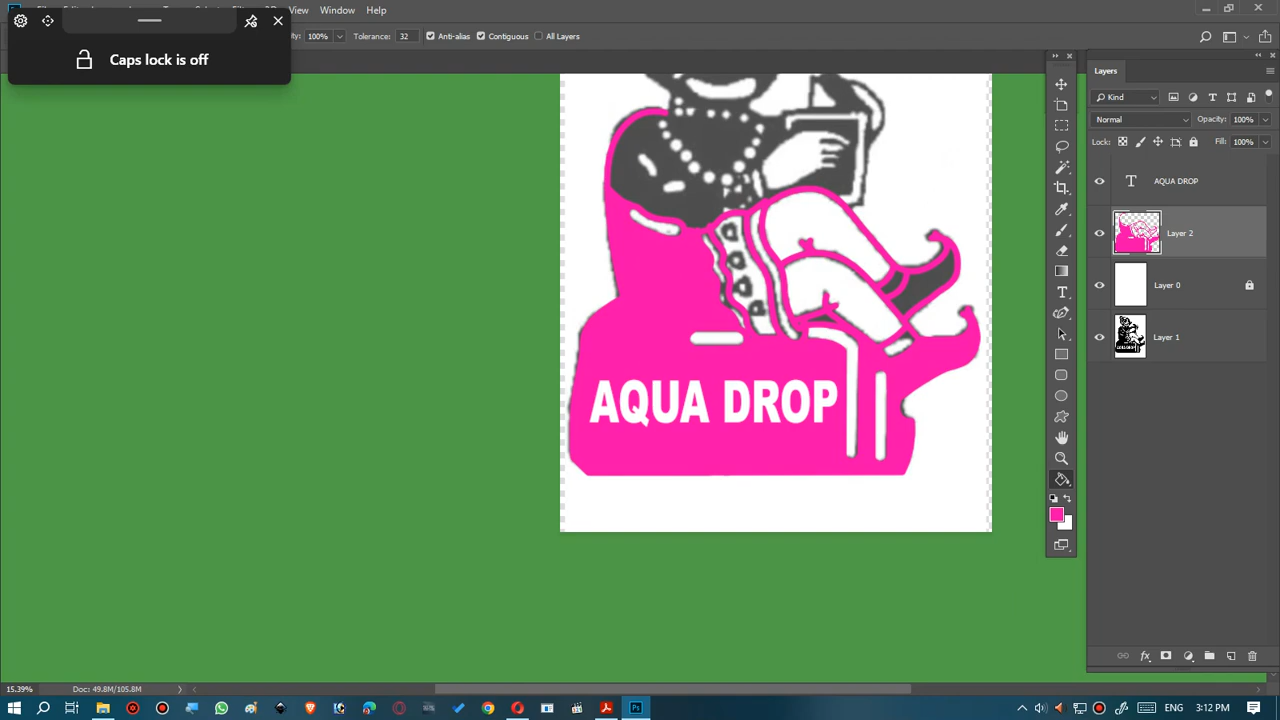 View Window Help
Caps lock is off
100% Tolerance: 32 Anti-alias Contiguous All Layers
Layers
Kind
Normal Opacity: 100%
Lock: Fill: 100%
AQUA DROP
Layer 2
Layer 0
Layer 1
AQUA DROP
15.39% Doc: 49.8M/105.8M
Ps ENG 3:12 PM